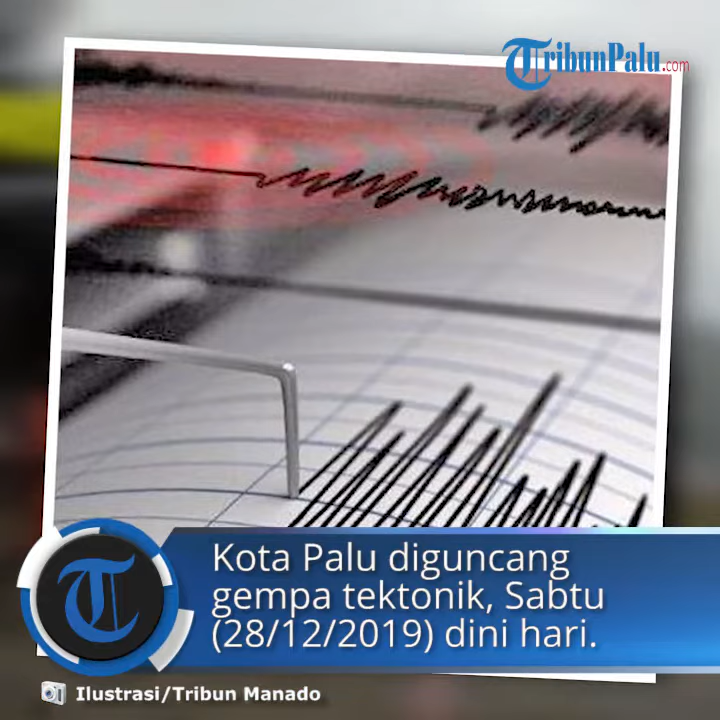 TribunPalu.com
Kota Palu diguncang
gempa tektonik, Sabtu
(28/12/2019) dini hari.
Ilustrasi/Tribun Manado